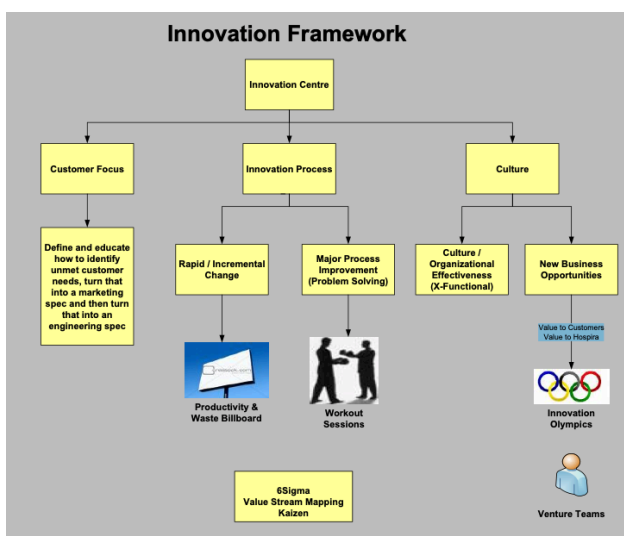 Innovation Framework
Innovation Centre
Customer Focus
Innovation Process
Culture
Define and educate
how to identify
unmet customer
needs, turn that
into a marketing
spec and then turn
that into an
engineering spec
Rapid / Incremental
Change
Major Process
Improvement
(Problem Solving)
Culture /
Organizational
Effectiveness
(X-Functional)
New Business
Opportunities
Value to Customers
Value to Hospira
Productivity &
Waste Billboard
Workout
Sessions
Innovation
Olympics
6Sigma
Value Stream Mapping
Kaizen
Venture Teams